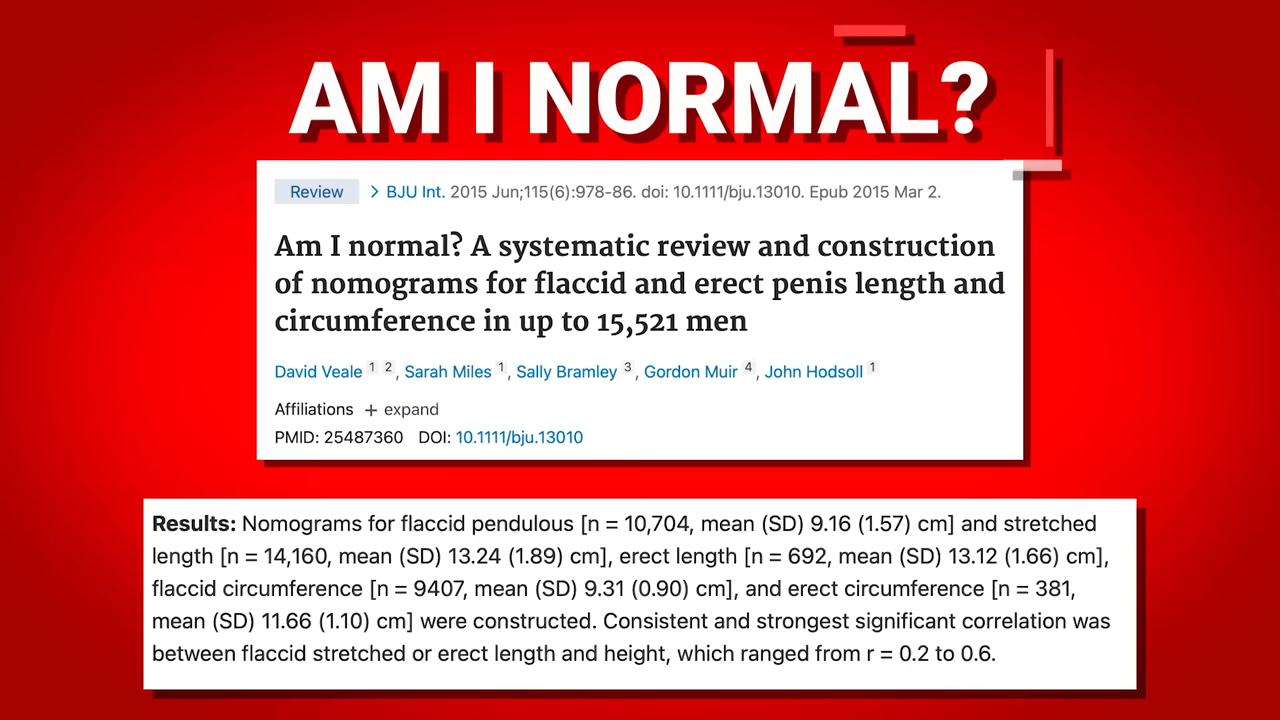 AM I NORMAL?
Review > BJU Int. 2015 Jun;115(6):978-86. doi: 10.1111/bju.13010. Epub 2015 Mar 2.
Am I normal? A systematic review and construction
of nomograms for flaccid and erect penis length and
circumference in up to 15,521 men
David Veale 1 2, Sarah Miles 1, Sally Bramley 3, Gordon Muir 4, John Hodsoll 1
Affiliations + expand
PMID: 25487360 DOI: 10.1111/bju.13010
Results: Nomograms for flaccid pendulous [n = 10,704, mean (SD) 9.16 (1.57) cm] and stretched
length [n = 14,160, mean (SD) 13.24 (1.89) cm], erect length [n = 692, mean (SD) 13.12 (1.66) cm],
flaccid circumference [n = 9407, mean (SD) 9.31 (0.90) cm], and erect circumference [n = 381,
mean (SD) 11.66 (1.10) cm] were constructed. Consistent and strongest significant correlation was
between flaccid stretched or erect length and height, which ranged from r = 0.2 to 0.6.